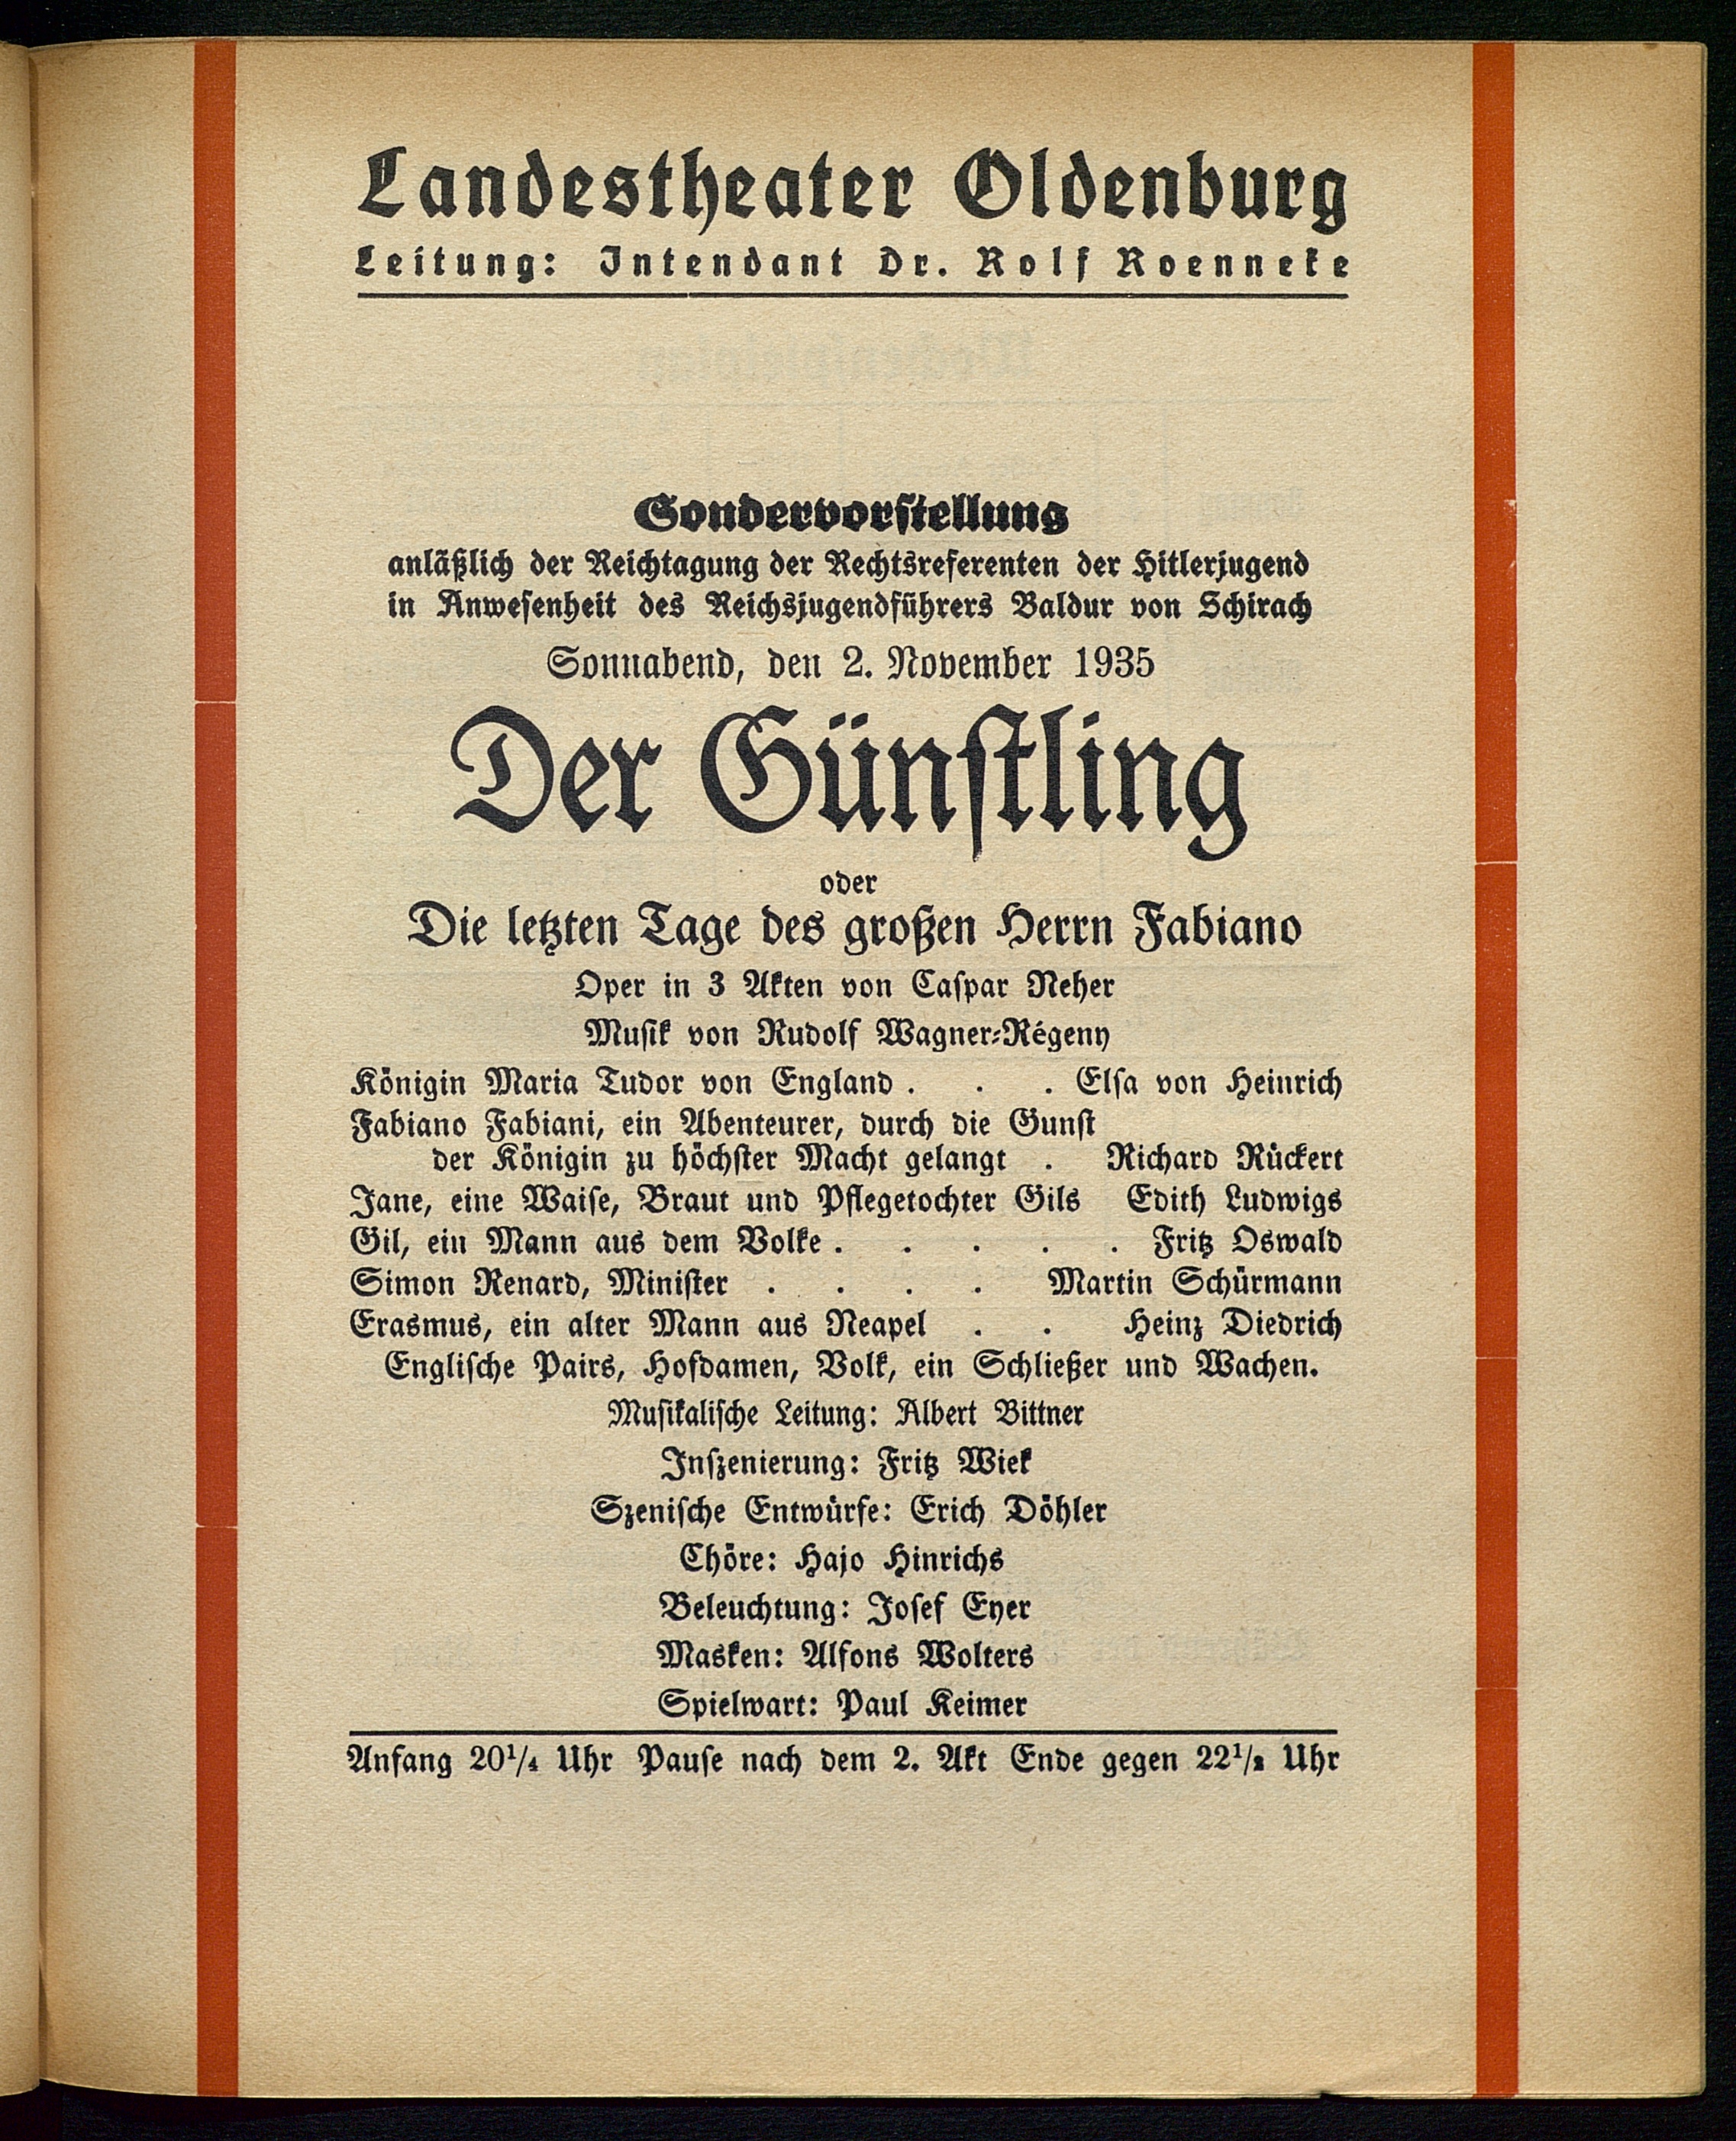 Landestheater Oldenburg
Leitung: Intendant Dr. Rolf Roenneke
Sondervorstellung
anläßlich der Reichtagung der Rechtsreferenten der Hitlerjugend
in Anwesenheit des Reichsjugendführers Baldur von Schirach
Sonnabend, den 2. November 1935
Der Günstling
oder
Die letzten Tage des großen Herrn Fabiano
Oper in 3 Akten von Caspar Neher
Musik von Rudolf Wagner-Régeny
Königin Maria Tudor von England . . . Elsa von Heinrich
Fabiano Fabiani, ein Abenteurer, durch die Gunst
der Königin zu höchster Macht gelangt . Richard Rückert
Jane, eine Waise, Braut und Pflegetochter Gils Edith Ludwigs
Gil, ein Mann aus dem Volke . . . . . Fritz Oswald
Simon Renard, Minister . . . . Martin Schürmann
Erasmus, ein alter Mann aus Neapel . . Heinz Diedrich
Englische Pairs, Hofdamen, Volk, ein Schließer und Wachen.
Musikalische Leitung: Albert Bittner
Inszenierung: Fritz Wiek
Szenische Entwürfe: Erich Döhler
Chöre: Hajo Hinrichs
Beleuchtung: Josef Eyer
Masken: Alfons Wolters
Spielwart: Paul Keimer
Anfang 20¹/₄ Uhr Pause nach dem 2. Akt Ende gegen 22¹/₂ Uhr